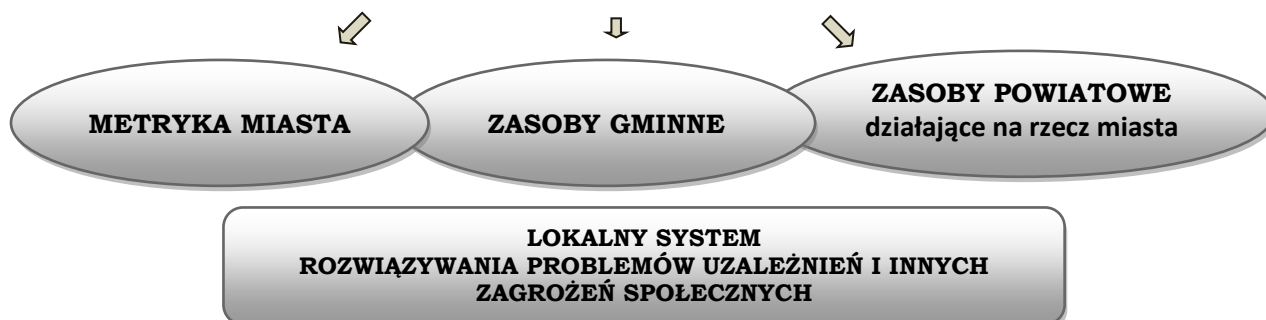 METRYKA MIASTA
ZASOBY GMINNE
ZASOBY POWIATOWE
działające na rzecz miasta
LOKALNY SYSTEM
ROZWIĄZYWANIA PROBLEMÓW UZALEŻNIEŃ I INNYCH
ZAGROŻEŃ SPOŁECZNYCH